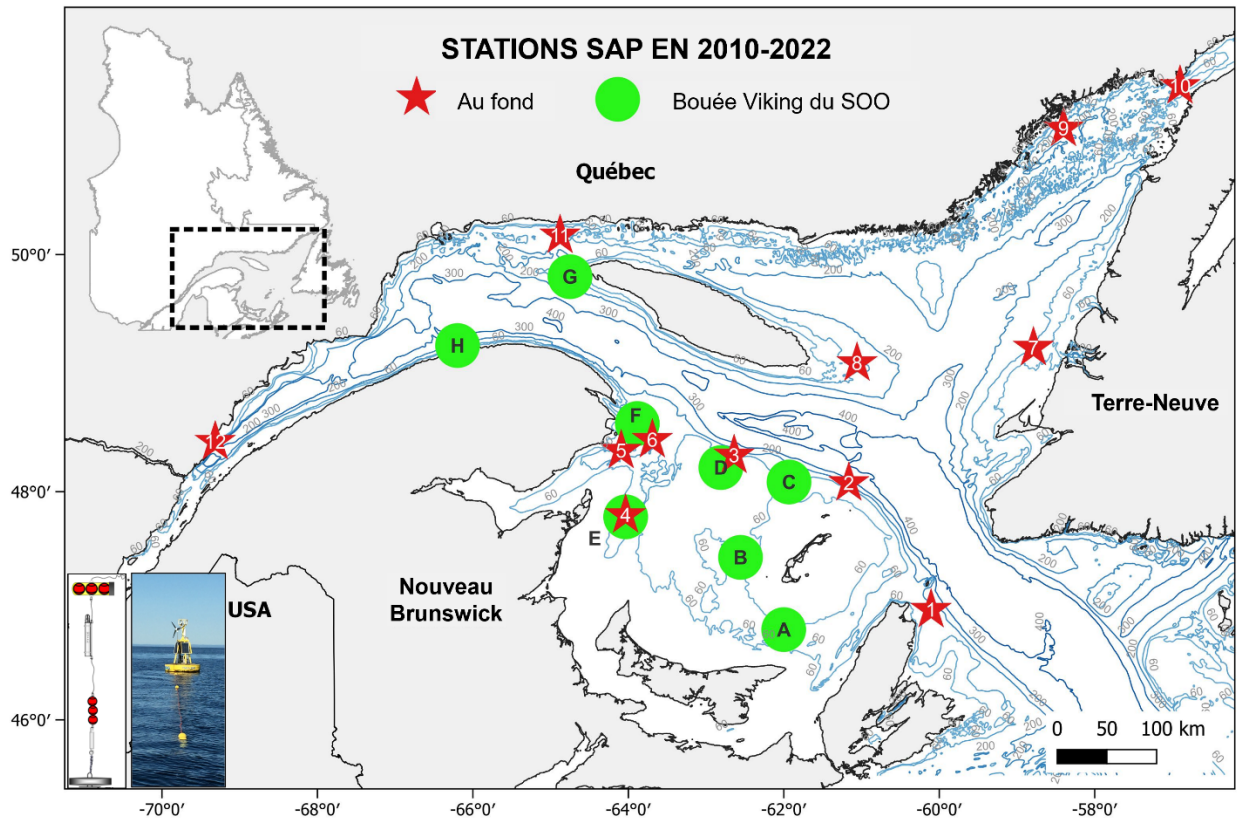 STATIONS SAP EN 2010-2022
Au fond
Bouée Viking du SOO
Québec
Terre-Neuve
Nouveau
Brunswick
USA
10
9
11
G
H
8
7
12
F
5
6
3
D
C
2
4
E
B
1
A
50°0′
48°0′
46°0′
0 50 100 km
-70°0′ -68°0′ -66°0′ -64°0′ -62°0′ -60°0′ -58°0′
60
200
300
400